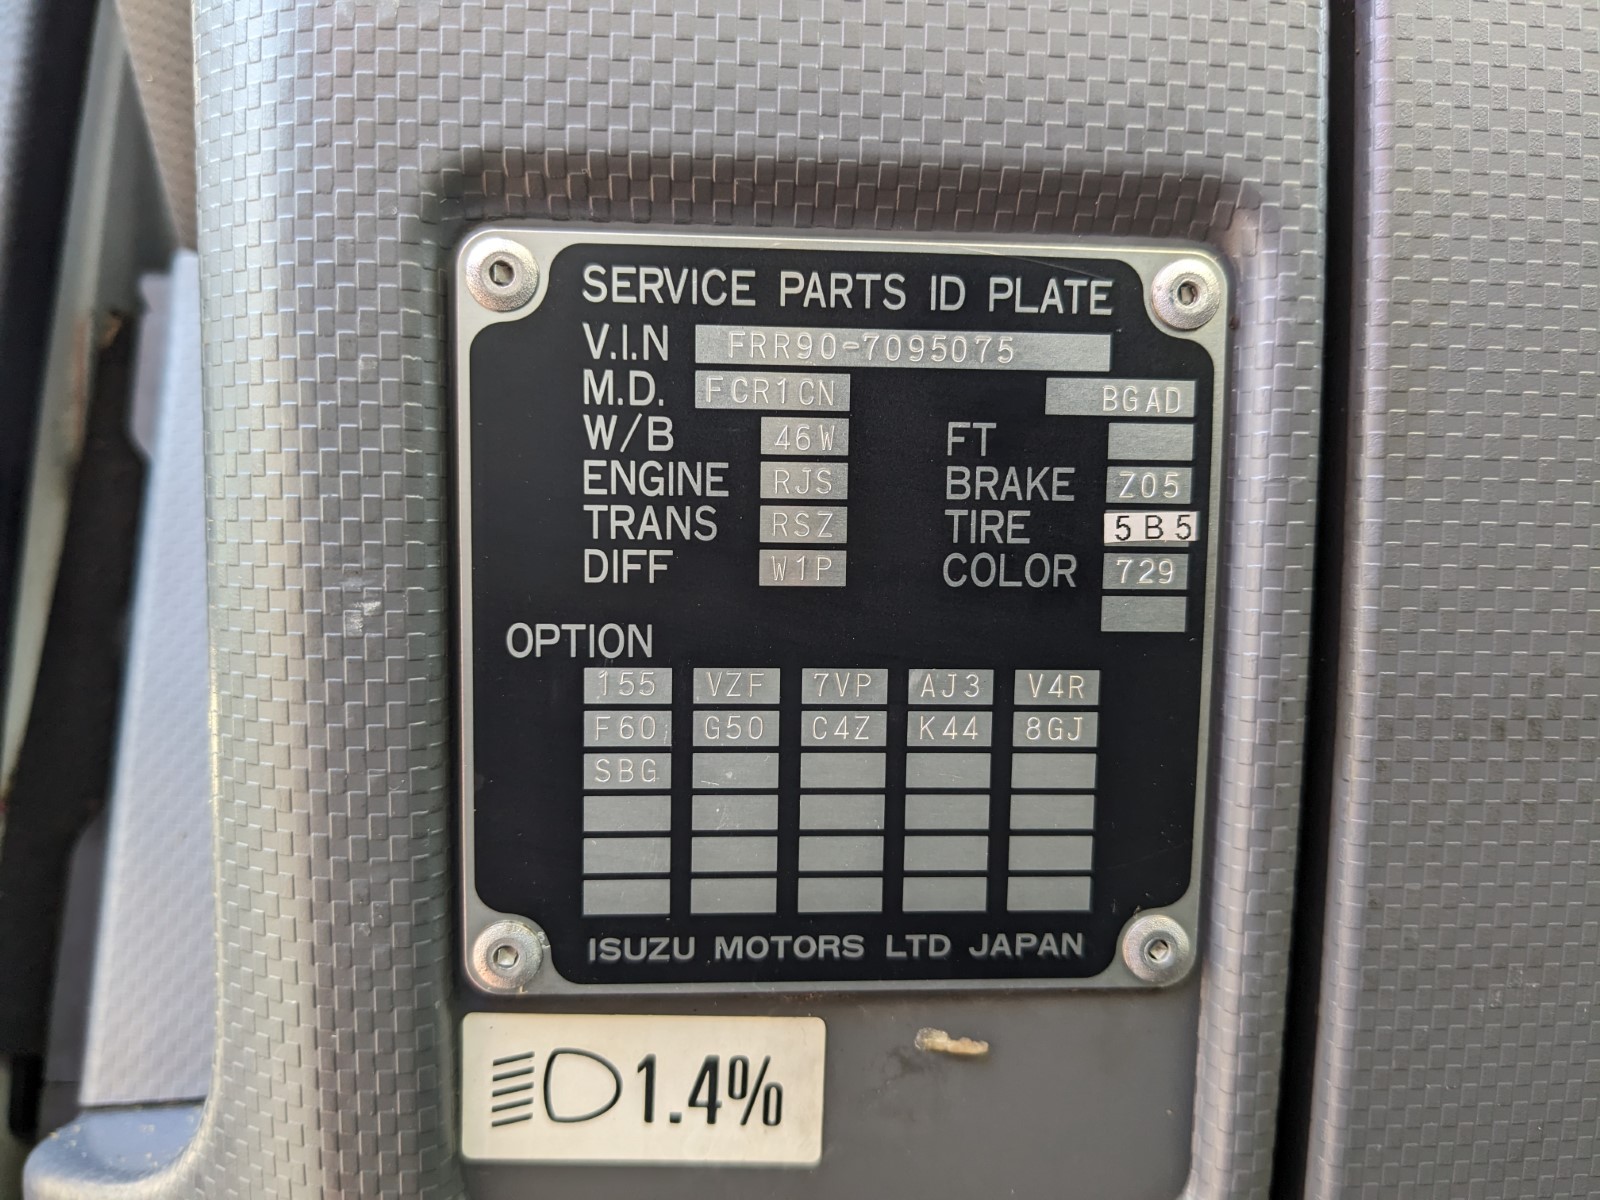 SERVICE PARTS ID PLATE
V.I.N FRR90-7095075
M.D. FCR1CN BGAD
W/B 46W FT
ENGINE RJS BRAKE Z05
TRANS RSZ TIRE 5B5
DIFF W1P COLOR 729
OPTION
155 VZF 7VP AJ3 V4R
F60 G50 C4Z K44 8GJ
SBG
ISUZU MOTORS LTD JAPAN
1.4%